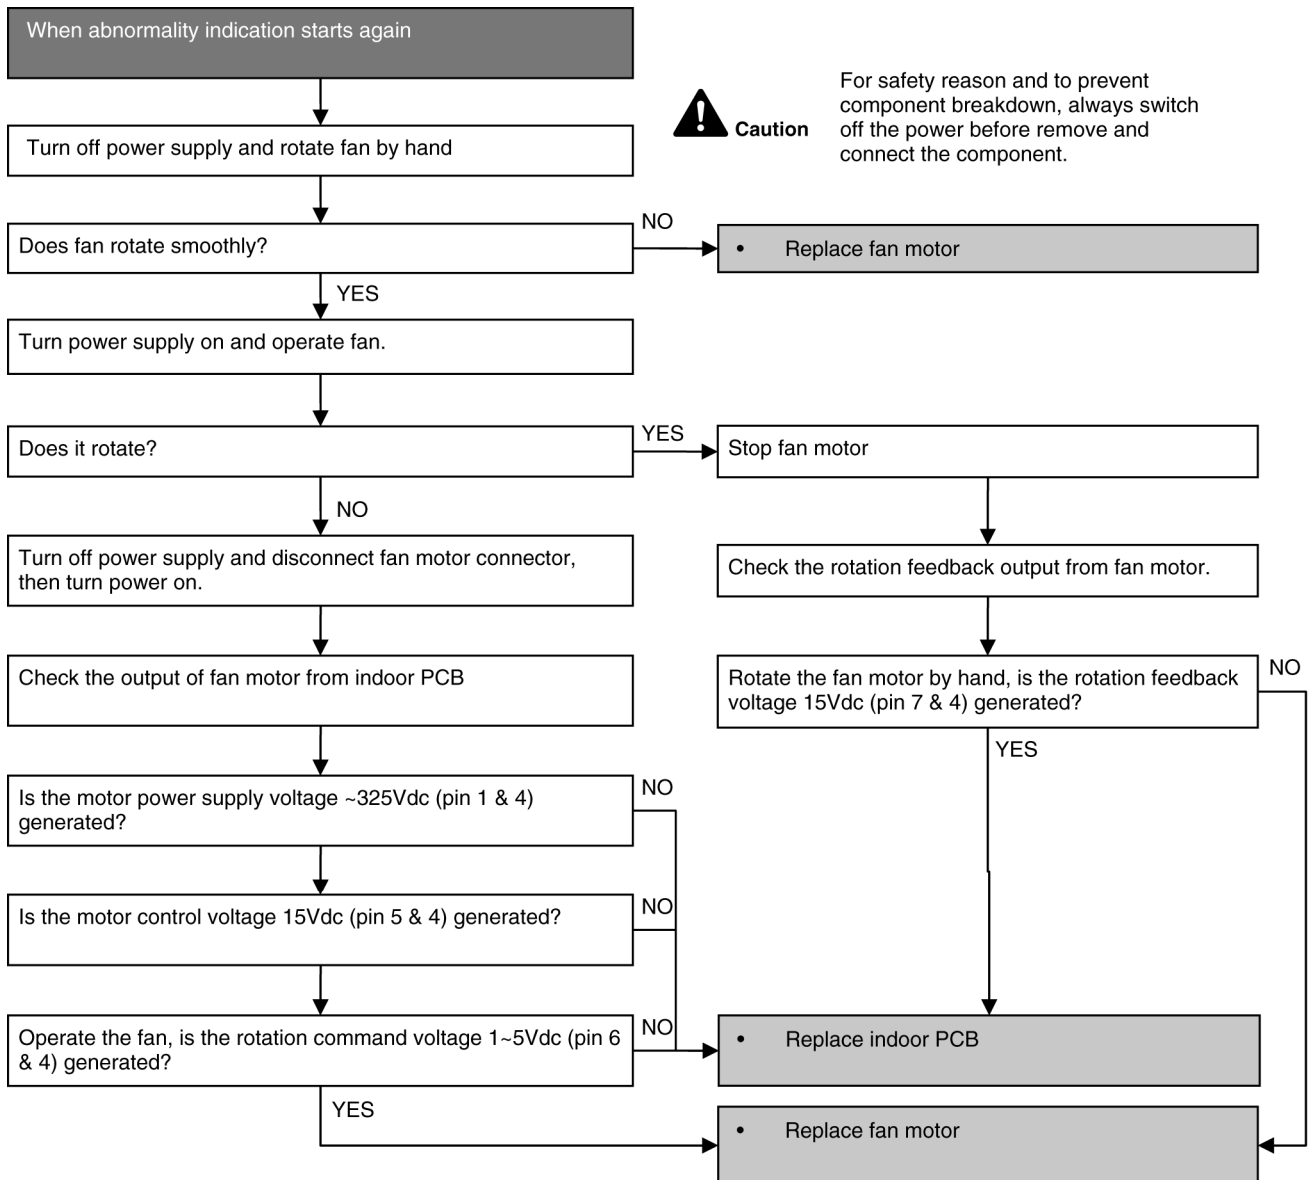 When abnormality indication starts again
For safety reason and to prevent
component breakdown, always switch
off the power before remove and
connect the component.
Caution
Turn off power supply and rotate fan by hand
Does fan rotate smoothly?
NO
• Replace fan motor
YES
Turn power supply on and operate fan.
Does it rotate?
YES
Stop fan motor
NO
Turn off power supply and disconnect fan motor connector,
then turn power on.
Check the rotation feedback output from fan motor.
Check the output of fan motor from indoor PCB
Rotate the fan motor by hand, is the rotation feedback
voltage 15Vdc (pin 7 & 4) generated?
NO
YES
Is the motor power supply voltage ~325Vdc (pin 1 & 4)
generated?
NO
Is the motor control voltage 15Vdc (pin 5 & 4) generated?
NO
Operate the fan, is the rotation command voltage 1~5Vdc (pin 6
& 4) generated?
NO
• Replace indoor PCB
YES
• Replace fan motor